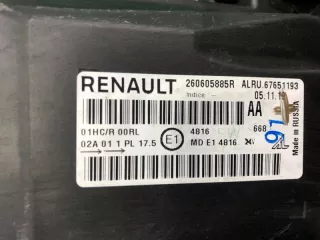 RENAULT 260605885R ALRU.67651193
Indice 05.11.19
AA
01HC/R 00RL 4816 668
02A 01 1 PL 17.5 E1 MD E1 4816
91
Made in RUSSIA